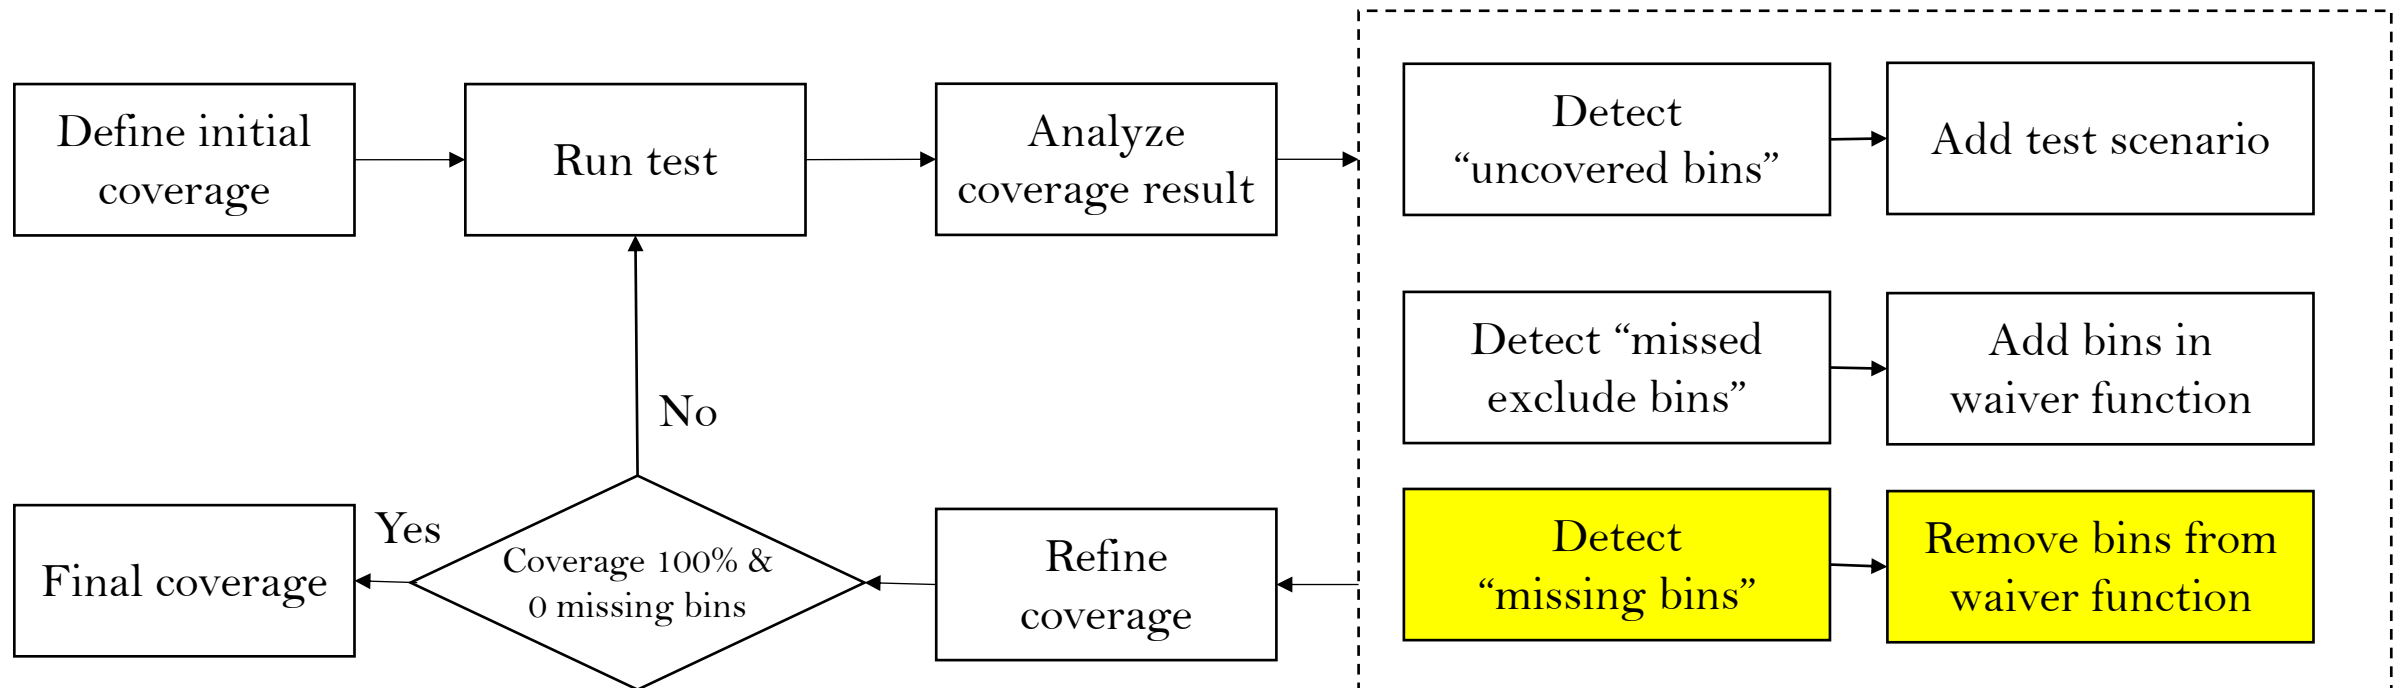 Define initial
coverage
Run test
Analyze
coverage result
Detect
“uncovered bins”
Add test scenario
Detect “missed
exclude bins”
Add bins in
waiver function
Detect
“missing bins”
Remove bins from
waiver function
Refine
coverage
Coverage 100% &
0 missing bins
No
Yes
Final coverage